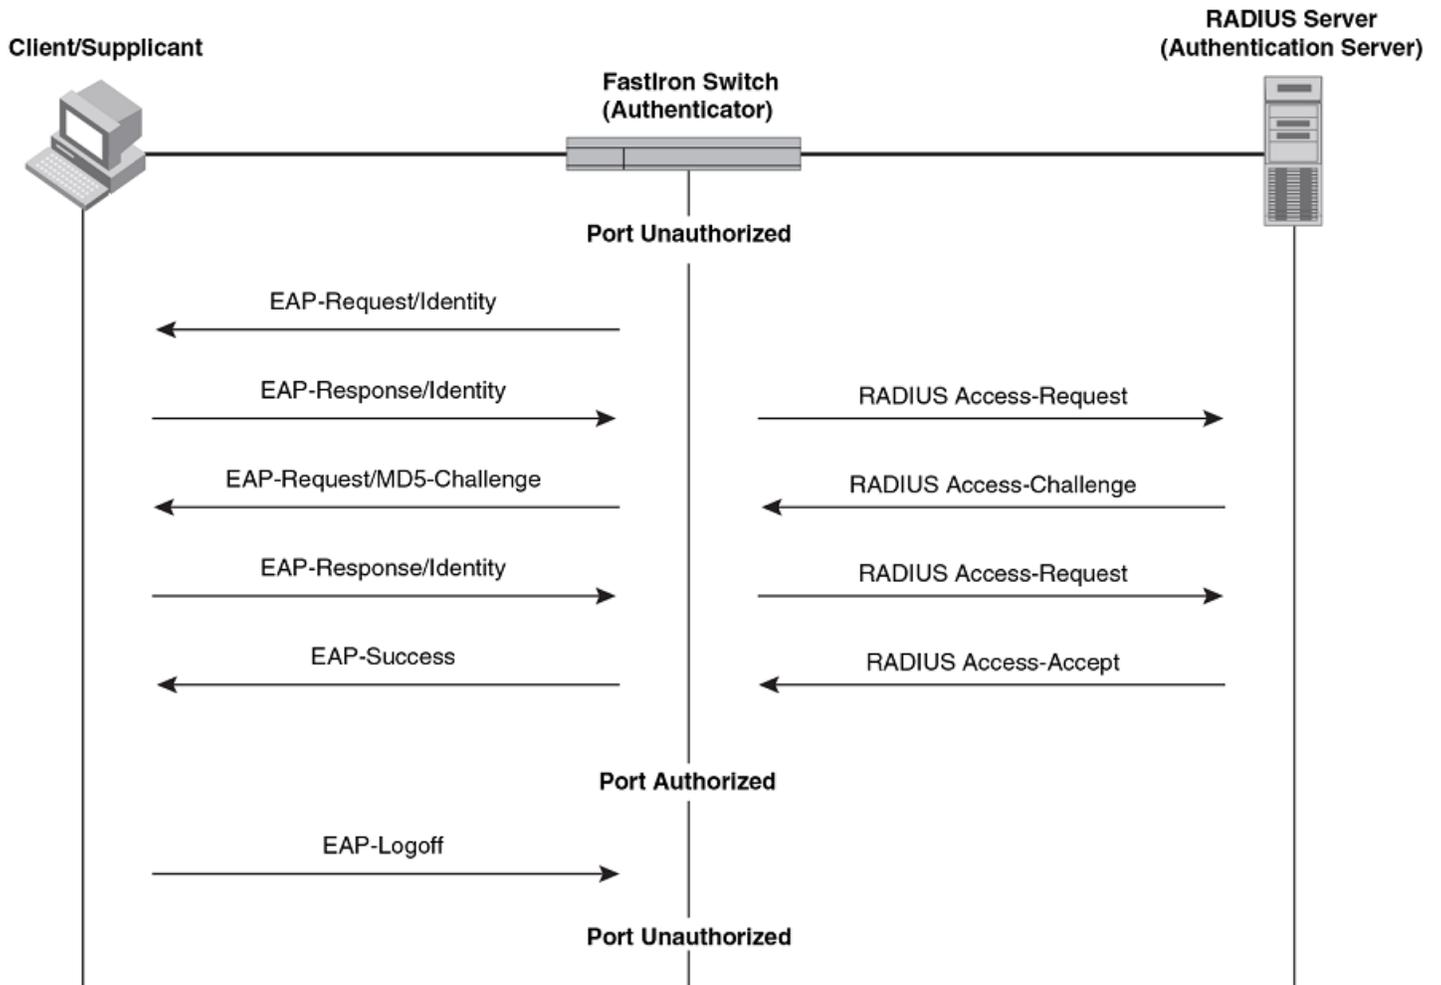 RADIUS Server
(Authentication Server)
Client/Supplicant
FastIron Switch
(Authenticator)
Port Unauthorized
EAP-Request/Identity
EAP-Response/Identity
RADIUS Access-Request
EAP-Request/MD5-Challenge
RADIUS Access-Challenge
EAP-Response/Identity
RADIUS Access-Request
EAP-Success
RADIUS Access-Accept
Port Authorized
EAP-Logoff
Port Unauthorized